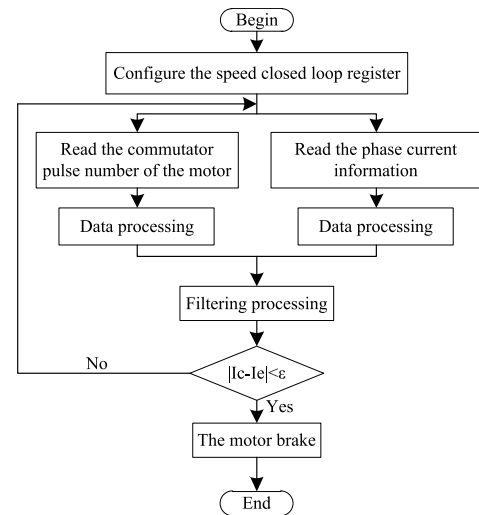 Begin
Configure the speed closed loop register
Read the commutator
pulse number of the motor
Read the phase current
information
Data processing
Data processing
Filtering processing
No
|Ic-Ie|<ε
Yes
The motor brake
End